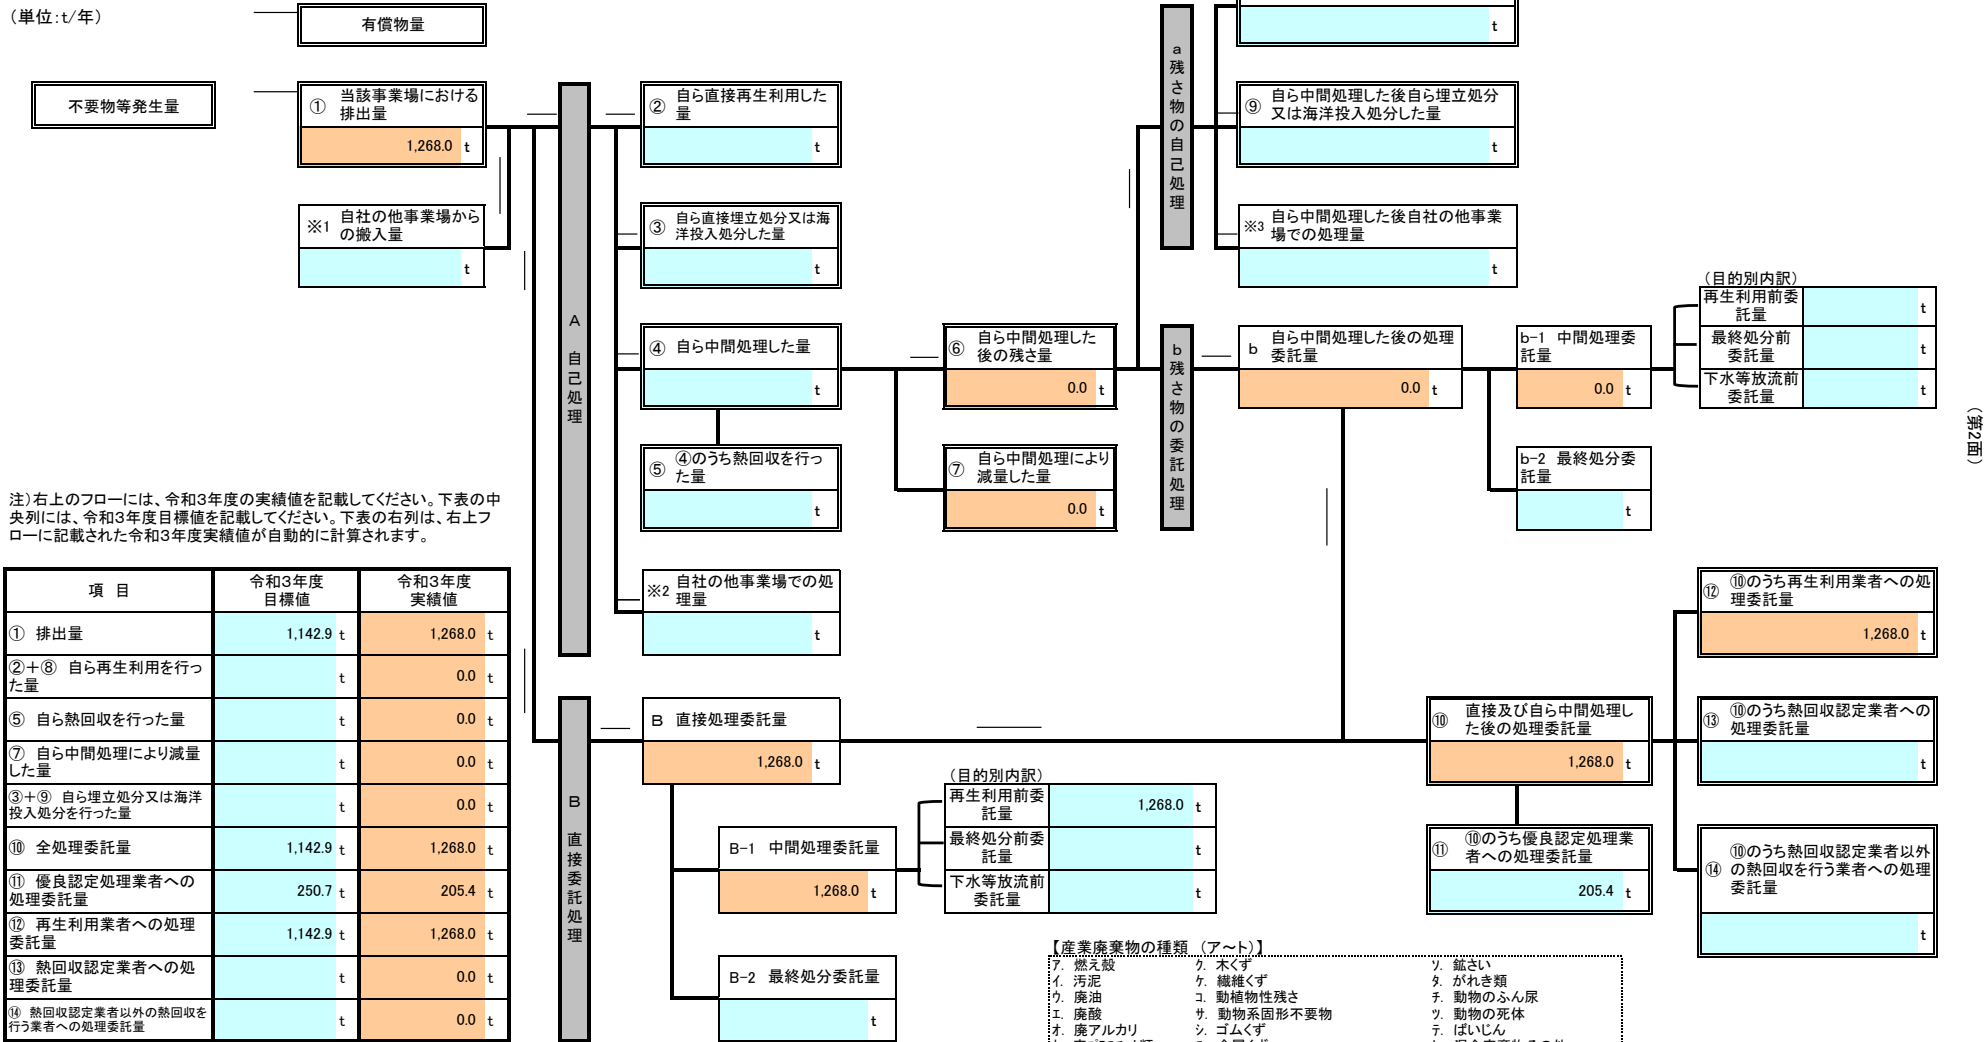 （単位：t/年）
有償物量
t
不要物等発生量
① 当該事業場における
排出量
1,268.0 t
※1 自社の他事業場から
の搬入量
t
A 自己処理
② 自ら直接再生利用した
量
t
③ 自ら直接埋立処分又は海
洋投入処分した量
t
④ 自ら中間処理した量
t
⑤ ④のうち熱回収を行っ
た量
t
※2 自社の他事業場での処
理量
t
⑥ 自ら中間処理した
後の残さ量
0.0 t
⑦ 自ら中間処理により
減量した量
0.0 t
a 残さ物の自己処理
⑨ 自ら中間処理した後自ら埋立処分
又は海洋投入処分した量
t
※3 自ら中間処理した後自社の他事業
場での処理量
t
b 残さ物の委託処理
b 自ら中間処理した後の処理
委託量
0.0 t
b-1 中間処理委
託量
0.0 t
b-2 最終処分委
託量
t
（目的別内訳）
再生利用前委
託量
t
最終処分前
委託量
t
下水等放流前
委託量
t
（第2面）
注）右上のフローには、令和3年度の実績値を記載してください。下表の中
央列には、令和3年度目標値を記載してください。下表の右列は、右上フ
ローに記載された令和3年度実績値が自動的に計算されます。
項 目
令和3年度
目標値
令和3年度
実績値
① 排出量
1,142.9 t
1,268.0 t
②＋⑧ 自ら再生利用を行っ
た量
t
0.0 t
⑤ 自ら熱回収を行った量
t
0.0 t
⑦ 自ら中間処理により減量
した量
t
0.0 t
③＋⑨ 自ら埋立処分又は海洋
投入処分を行った量
t
0.0 t
⑩ 全処理委託量
1,142.9 t
1,268.0 t
⑪ 優良認定処理業者への
処理委託量
250.7 t
205.4 t
⑫ 再生利用業者への処理
委託量
1,142.9 t
1,268.0 t
⑬ 熱回収認定業者への処
理委託量
t
0.0 t
⑭ 熱回収認定業者以外の熱回収を
行う業者への処理委託量
t
0.0 t
B 直接委託処理
B 直接処理委託量
1,268.0 t
B-1 中間処理委託量
1,268.0 t
B-2 最終処分委託量
t
（目的別内訳）
再生利用前委
託量
1,268.0 t
最終処分前委
託量
t
下水等放流前
委託量
t
⑩ 直接及び自ら中間処理し
た後の処理委託量
1,268.0 t
⑪ ⑩のうち優良認定処理業
者への処理委託量
205.4 t
⑫ ⑩のうち再生利用業者への処
理委託量
1,268.0 t
⑬ ⑩のうち熱回収認定業者への
処理委託量
t
⑭ ⑩のうち熱回収認定業者以外
の熱回収を行う業者への処理
委託量
t
【産業廃棄物の種類 （ア～ト）】
ア. 燃え殻 ク. 木くず ソ. 鉱さい
イ. 汚泥 ケ. 繊維くず タ. がれき類
ウ. 廃油 コ. 動植物性残さ チ. 動物のふん尿
エ. 廃酸 サ. 動物系固形不要物 ツ. 動物の死体
オ. 廃アルカリ シ. ゴムくず テ. ばいじん